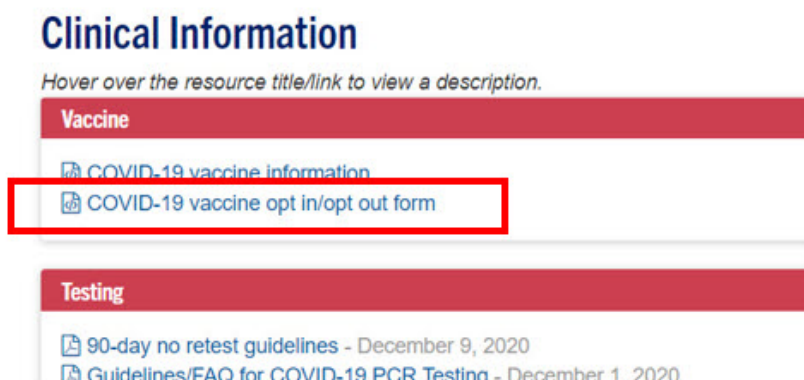 Clinical Information
Hover over the resource title/link to view a description.
Vaccine
COVID-19 vaccine information
COVID-19 vaccine opt in/opt out form
Testing
90-day no retest guidelines - December 9, 2020
Guidelines/FAQ for COVID-19 PCR Testing - December 1, 2020